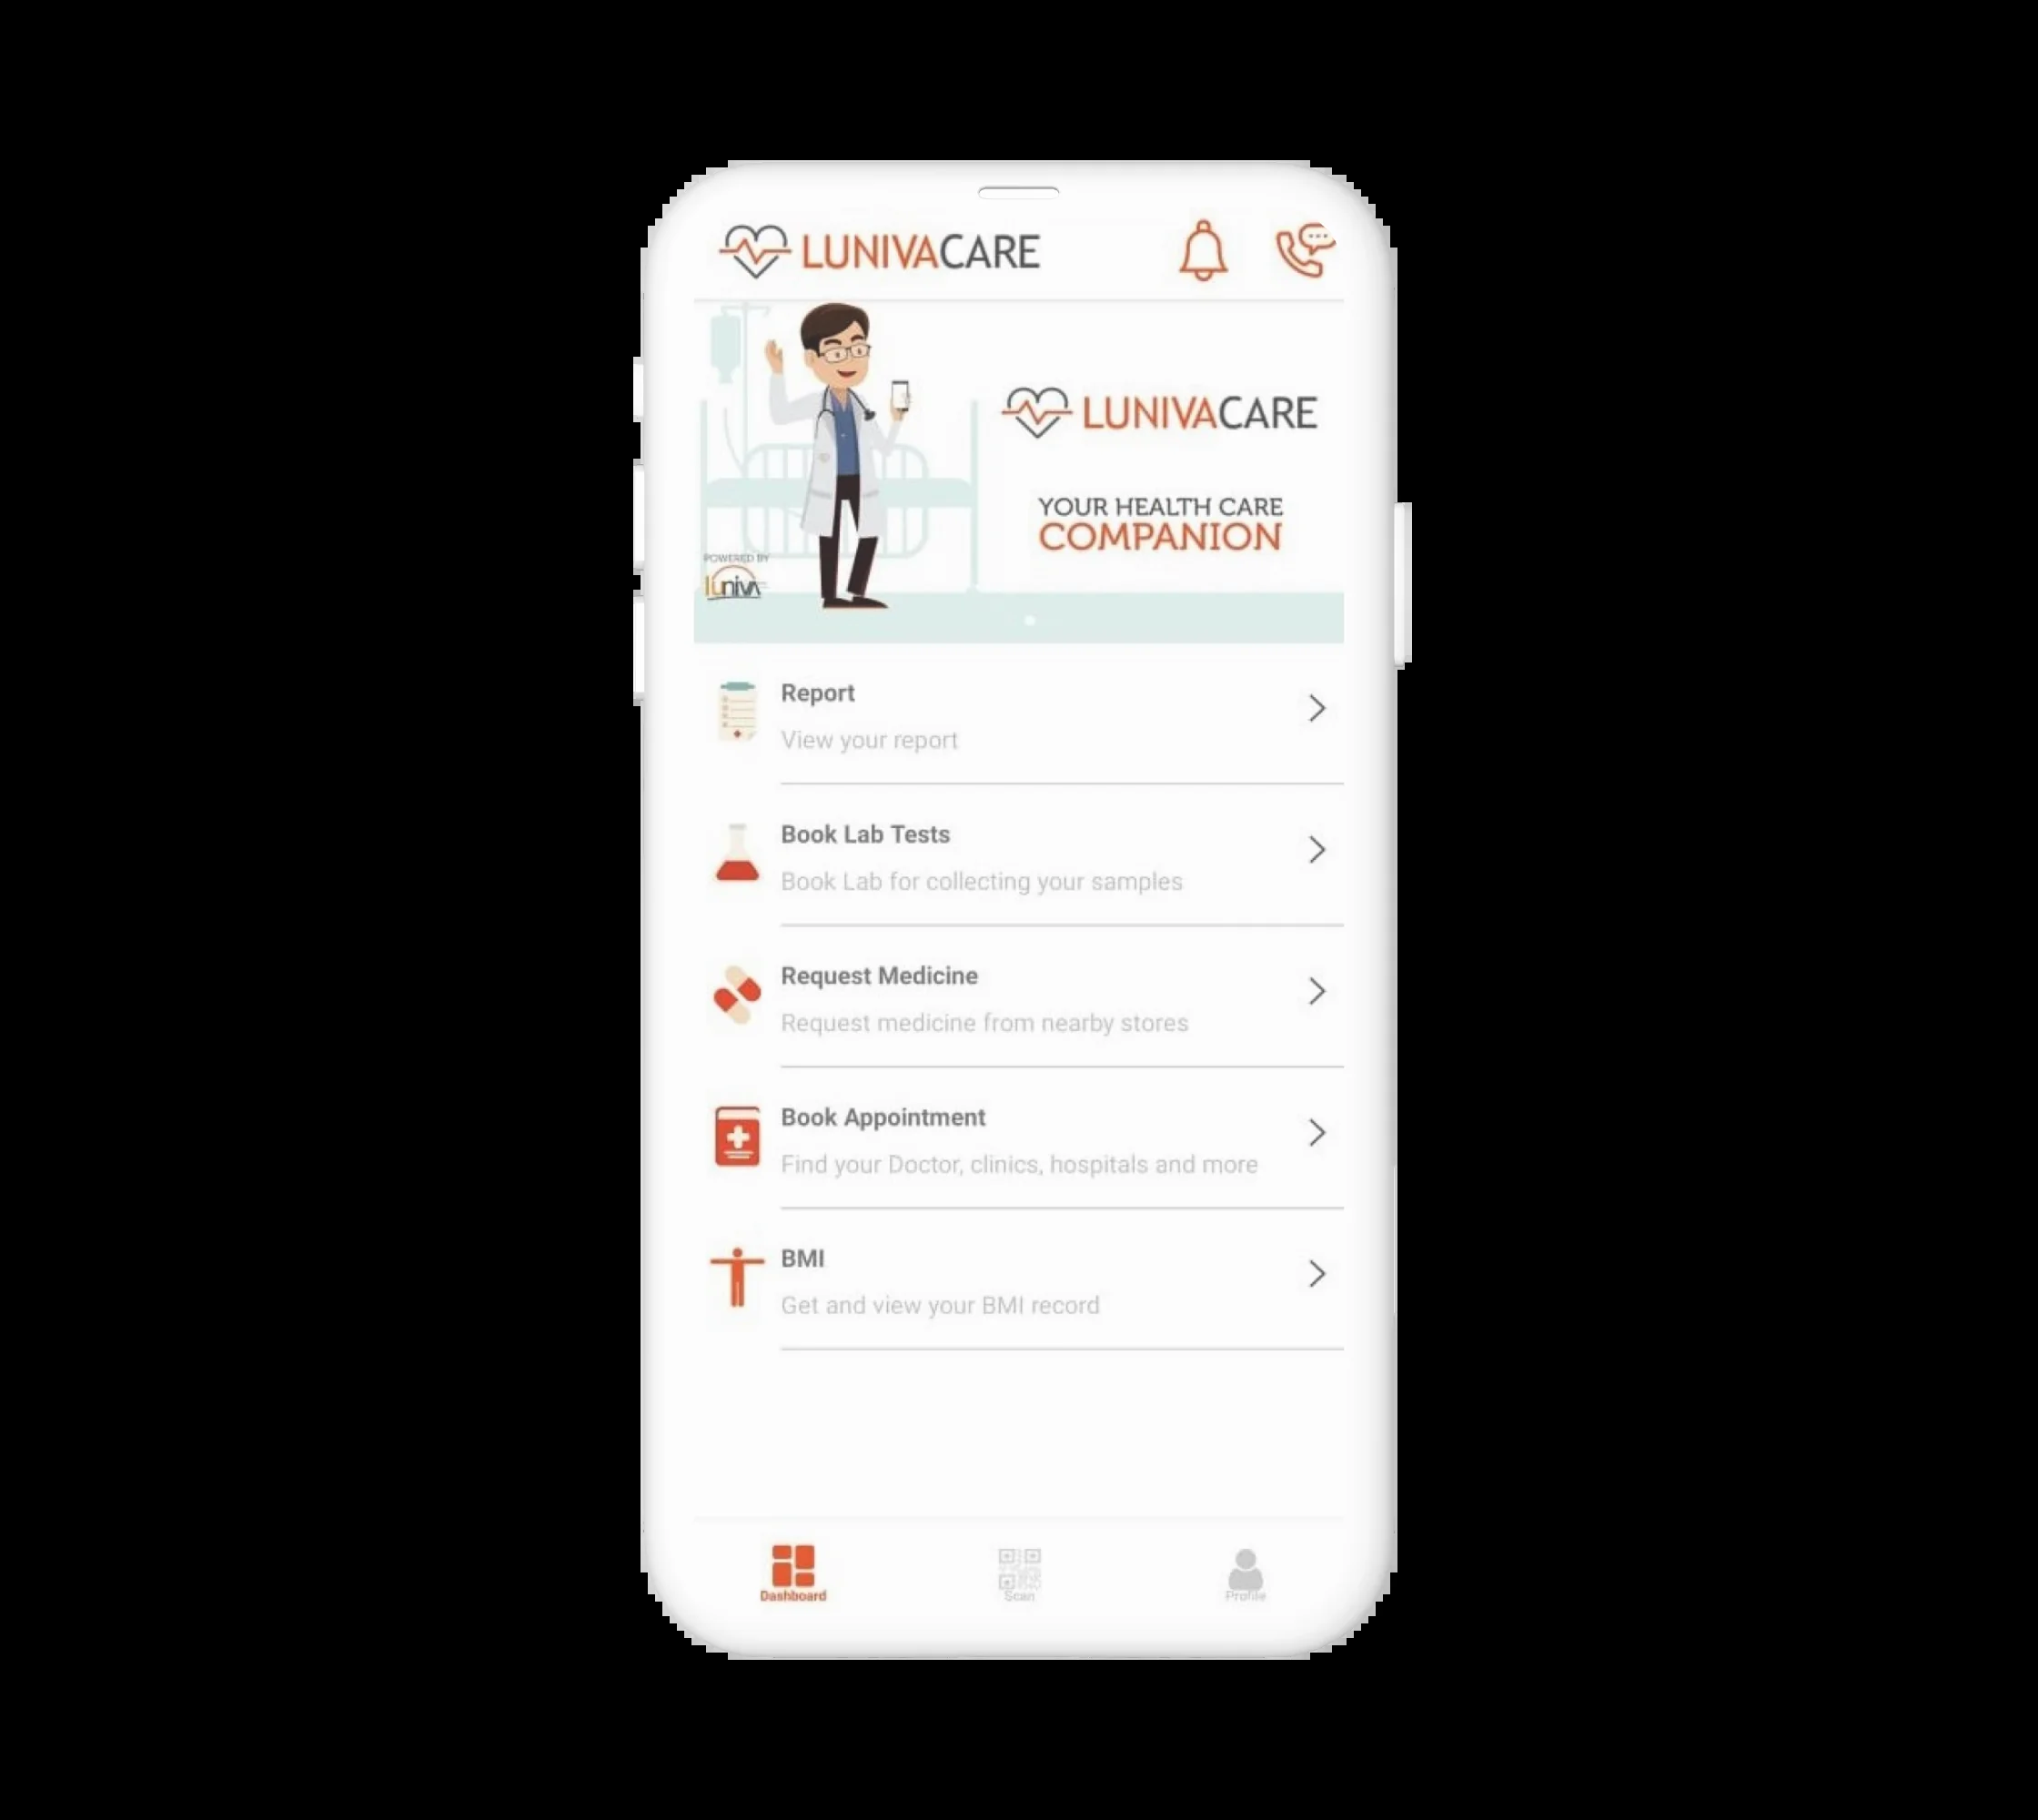 LUNIVACARE
LUNIVACARE
YOUR HEALTH CARE
COMPANION
POWERED BY
luniva
Report
View your report
Book Lab Tests
Book Lab for collecting your samples
Request Medicine
Request medicine from nearby stores
Book Appointment
Find your Doctor, clinics, hospitals and more
BMI
Get and view your BMI record
Dashboard
Scan
Profile